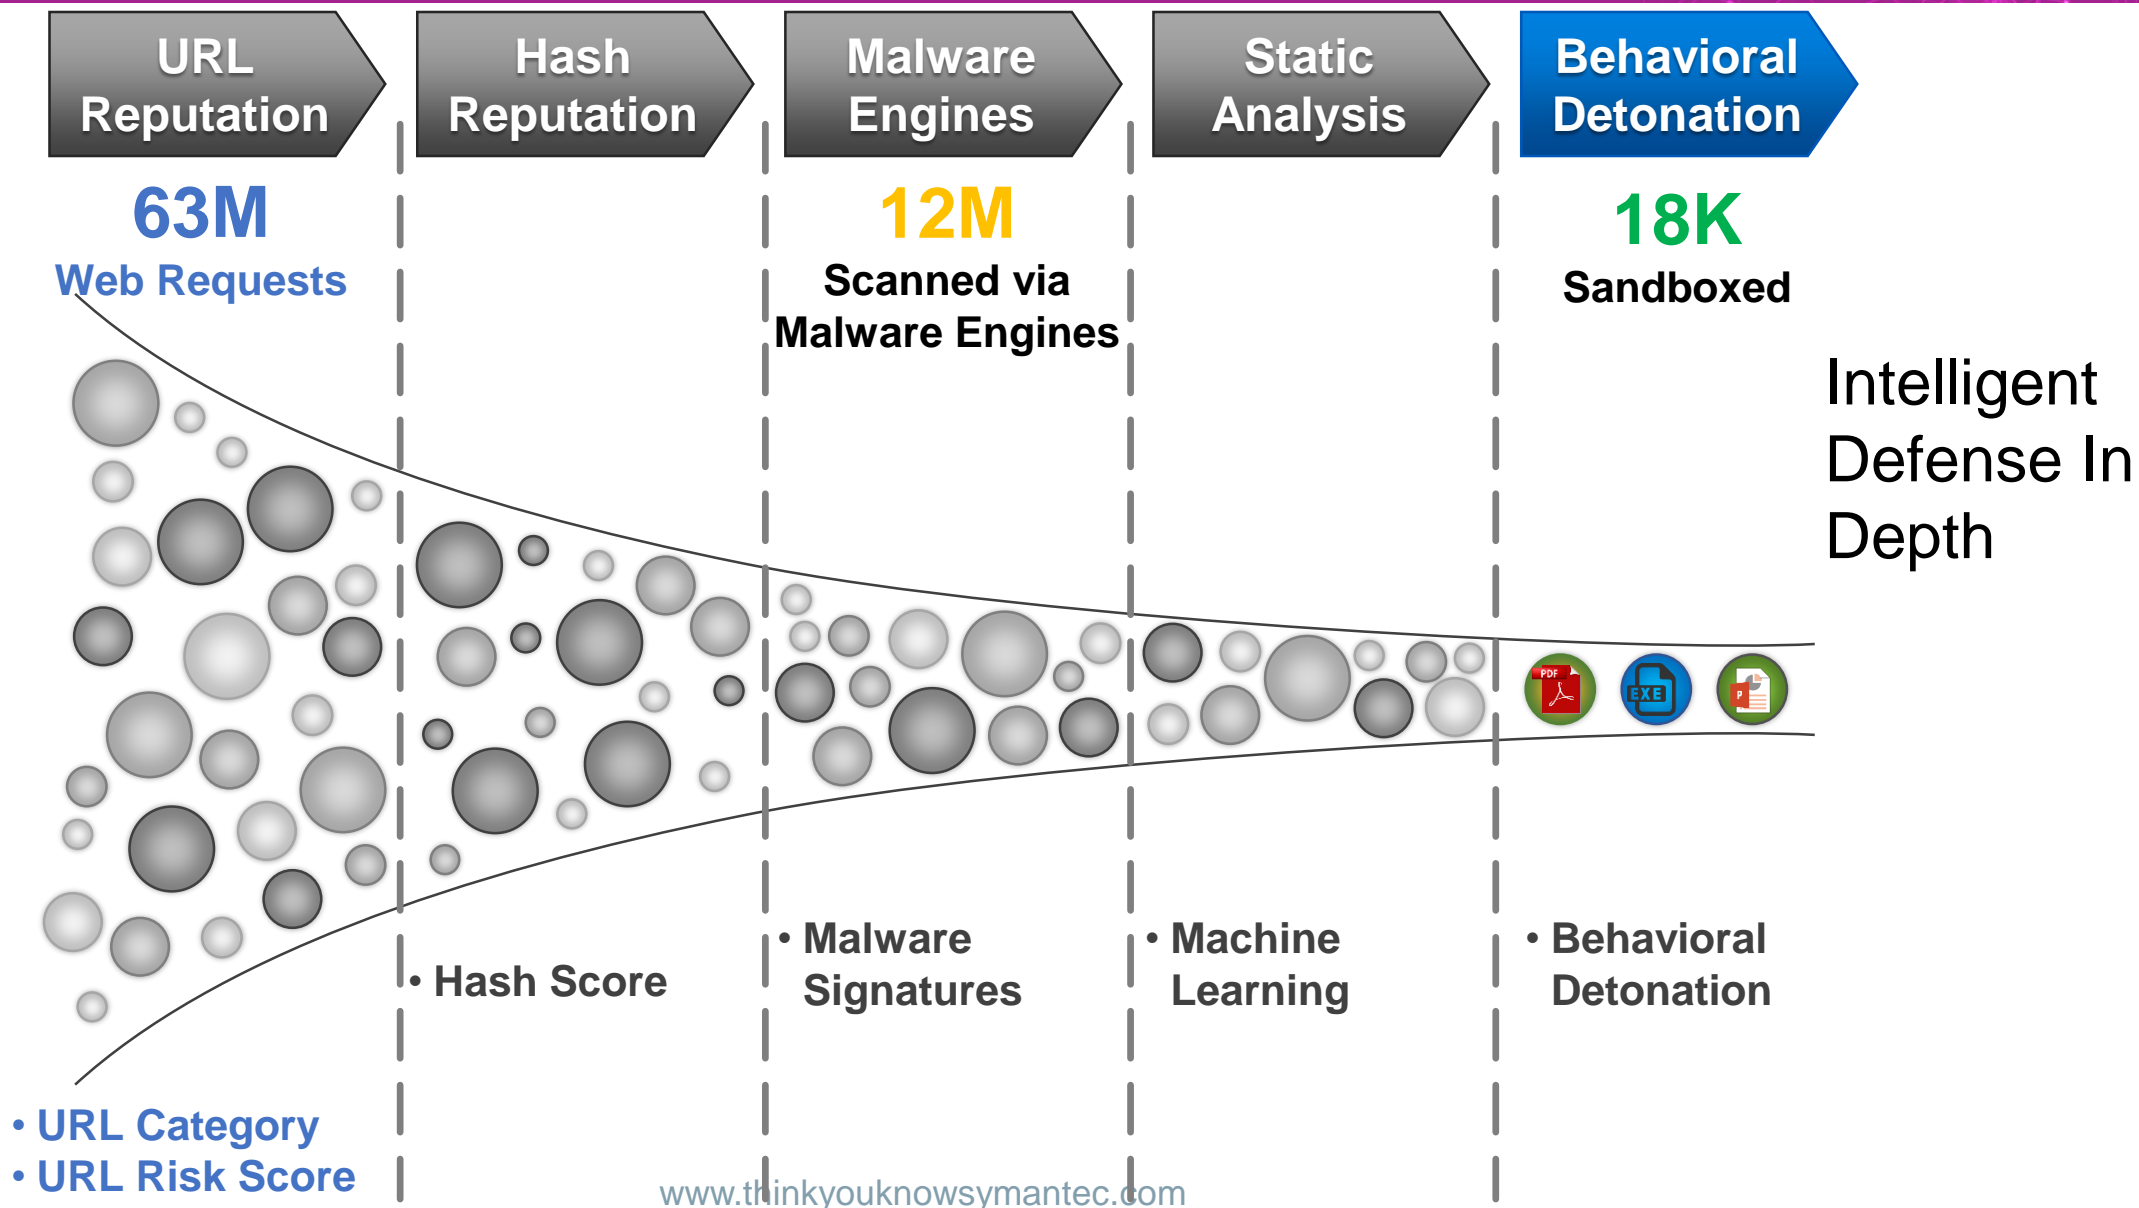 URL
Reputation
Hash
Reputation
Malware
Engines
Static
Analysis
Behavioral
Detonation
63M
Web Requests
12M
Scanned via
Malware Engines
18K
Sandboxed
Intelligent
Defense In
Depth
PDF
EXE
P
• Hash Score
• Malware
Signatures
• Machine
Learning
• Behavioral
Detonation
• URL Category
• URL Risk Score
www.thinkyouknowsymantec.com